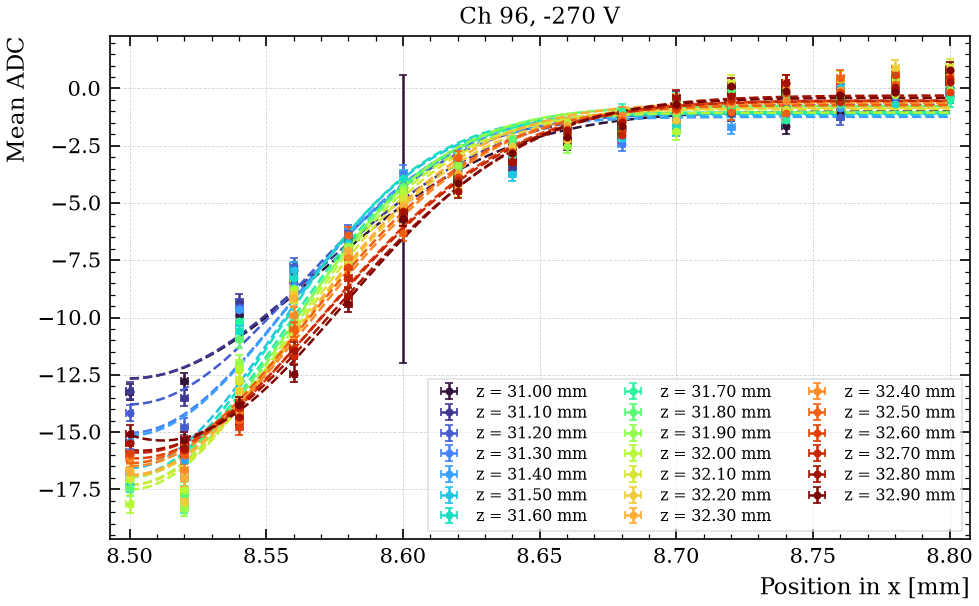 Ch 96, -270 V
Mean ADC
0.0
−2.5
−5.0
−7.5
−10.0
−12.5
−15.0
−17.5
z = 31.00 mm
z = 31.10 mm
z = 31.20 mm
z = 31.30 mm
z = 31.40 mm
z = 31.50 mm
z = 31.60 mm
z = 31.70 mm
z = 31.80 mm
z = 31.90 mm
z = 32.00 mm
z = 32.10 mm
z = 32.20 mm
z = 32.30 mm
z = 32.40 mm
z = 32.50 mm
z = 32.60 mm
z = 32.70 mm
z = 32.80 mm
z = 32.90 mm
8.50 8.55 8.60 8.65 8.70 8.75 8.80
Position in x [mm]